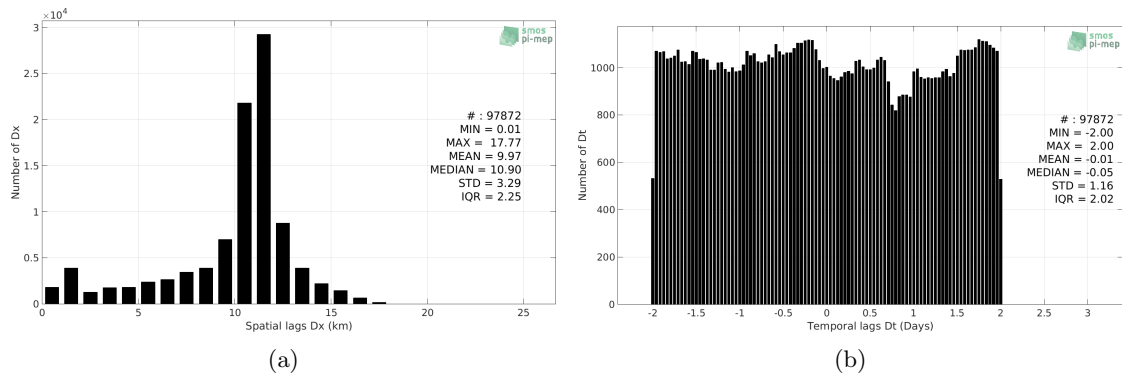 ×10⁴
3
2.5
2
1.5
1
0.5
0
Number of Dx
0 5 10 15 20 25
Spatial lags Dx (km)
smos
pi-mep
# : 97872
MIN = 0.01
MAX = 17.77
MEAN = 9.97
MEDIAN = 10.90
STD = 3.29
IQR = 2.25
(a)
1000
800
600
400
200
0
Number of Dt
-2 -1.5 -1 -0.5 0 0.5 1 1.5 2 2.5 3
Temporal lags Dt (Days)
smos
pi-mep
# : 97872
MIN = -2.00
MAX = 2.00
MEAN = -0.01
MEDIAN = -0.05
STD = 1.16
IQR = 2.02
(b)